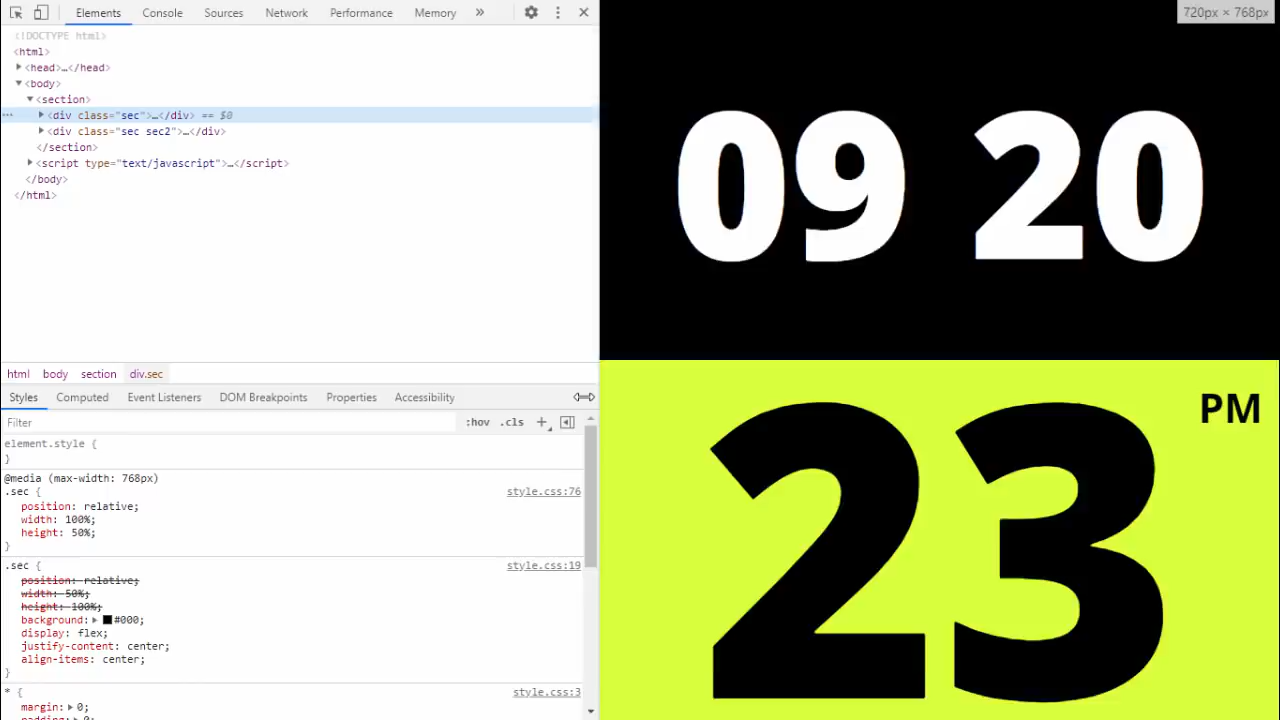 Elements Console Sources Network Performance Memory »
<!DOCTYPE html>
<html>
<head>…</head>
<body>
<section>
··· <div class="sec">…</div> == $0
<div class="sec sec2">…</div>
</section>
<script type="text/javascript">…</script>
</body>
</html>
html body section div.sec
Styles Computed Event Listeners DOM Breakpoints Properties Accessibility
Filter :hov .cls +
element.style {
}
@media (max-width: 768px)
.sec { style.css:76
position: relative;
width: 100%;
height: 50%;
}
.sec { style.css:19
position: relative;
width: 50%;
height: 100%;
background: #000;
display: flex;
justify-content: center;
align-items: center;
}
* { style.css:3
margin: 0;
padding: 0;
720px × 768px
09 20
PM
23